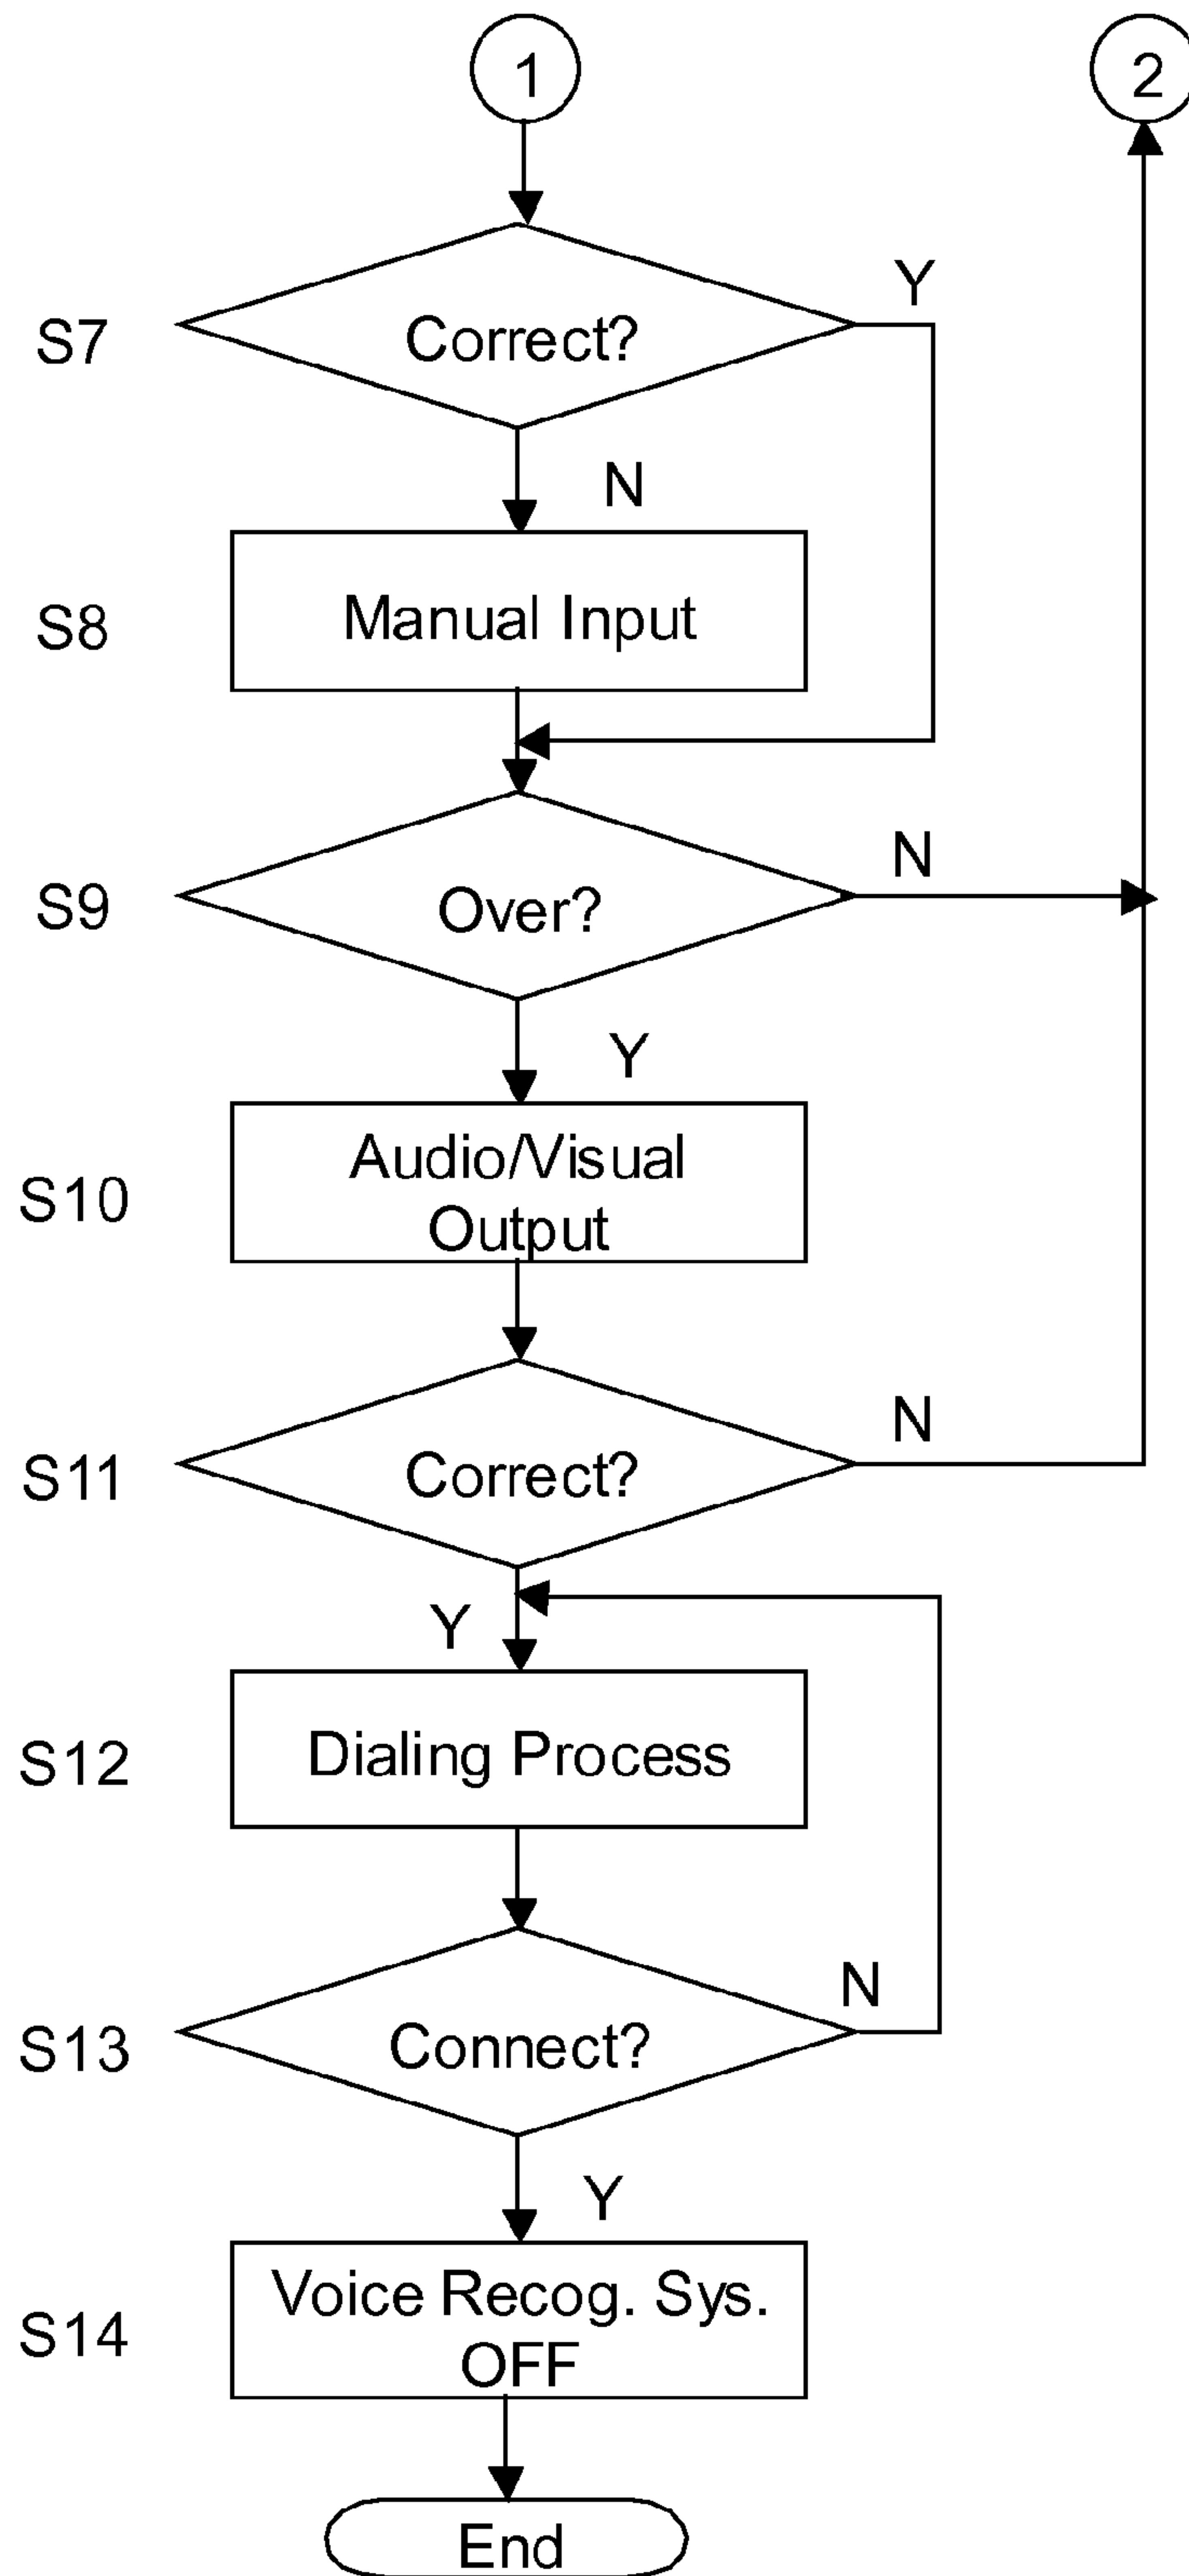 1
2
Y
S7
Correct?
N
S8
Manual Input
N
S9
Over?
Y
S10
Audio/Visual
Output
N
S11
Correct?
Y
S12
Dialing Process
N
S13
Connect?
Y
S14
Voice Recog. Sys.
OFF
End